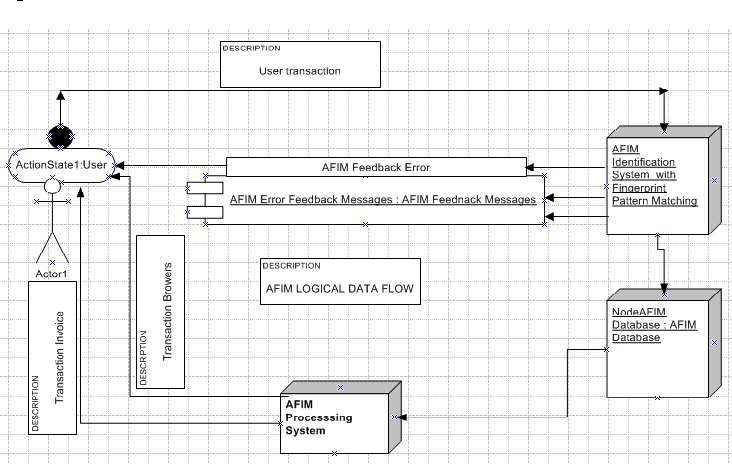 DESCRIPTION
User transaction
ActionState1:User
AFIM Feedback Error
AFIM Error Feedback Messages : AFIM Feednack Messages
AFIM
Identification
System with
Fingerprint
Pattern Matching
Actor1
DESCRIPTION
Transaction Invoice
DESCRPTION
Transaction Browers
DESCRIPTION
AFIM LOGICAL DATA FLOW
NodeAFIM
Database : AFIM
Database
AFIM
Processsing
System